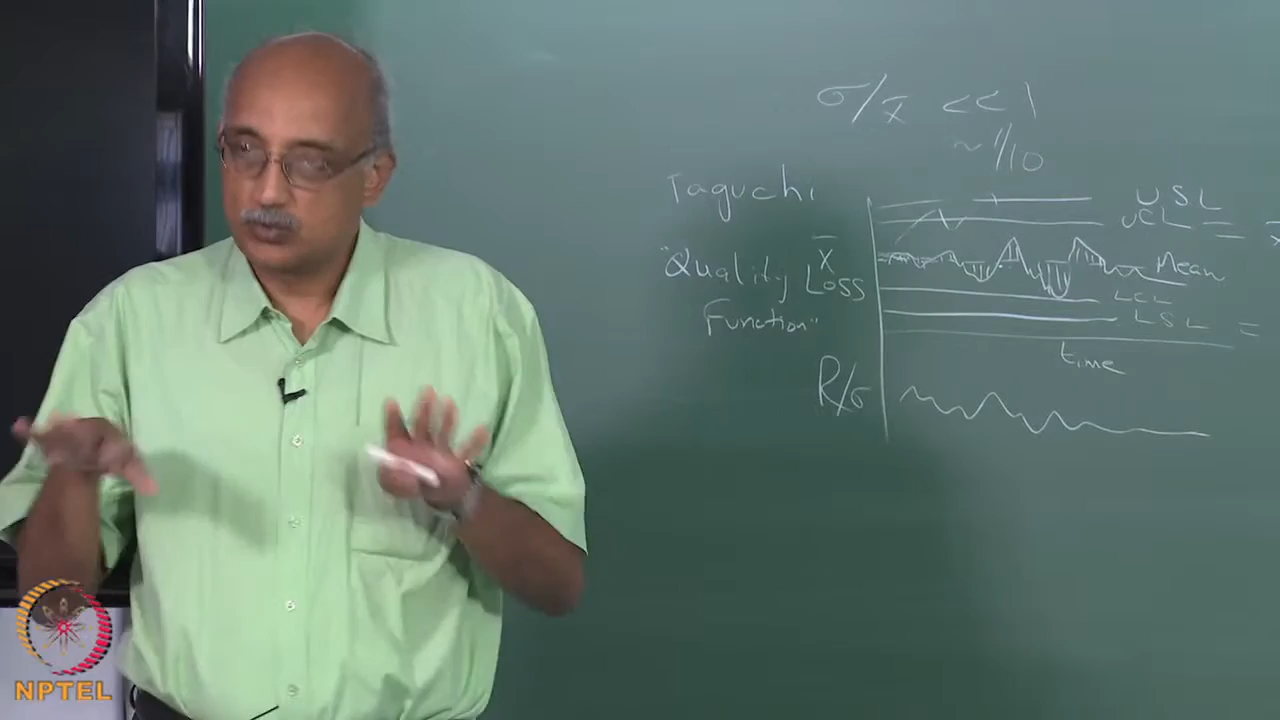 σ/x̄ << 1
~ 1/10
Taguchi
"Quality Loss
Function"
x̄
USL
UCL =
Mean
LCL
LSL =
time
R/σ
NPTEL